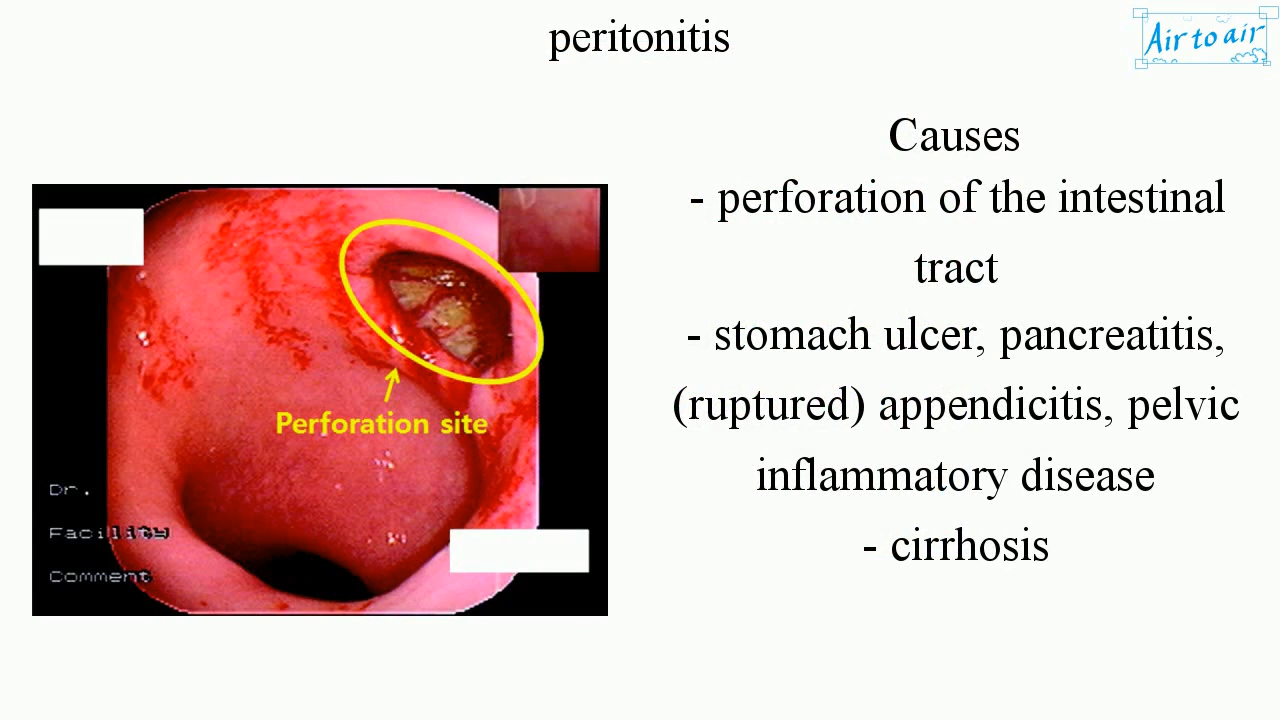 peritonitis
Air to air
Causes
- perforation of the intestinal
tract
- stomach ulcer, pancreatitis,
(ruptured) appendicitis, pelvic
inflammatory disease
- cirrhosis
Perforation site
Dr.
Facility
Comment